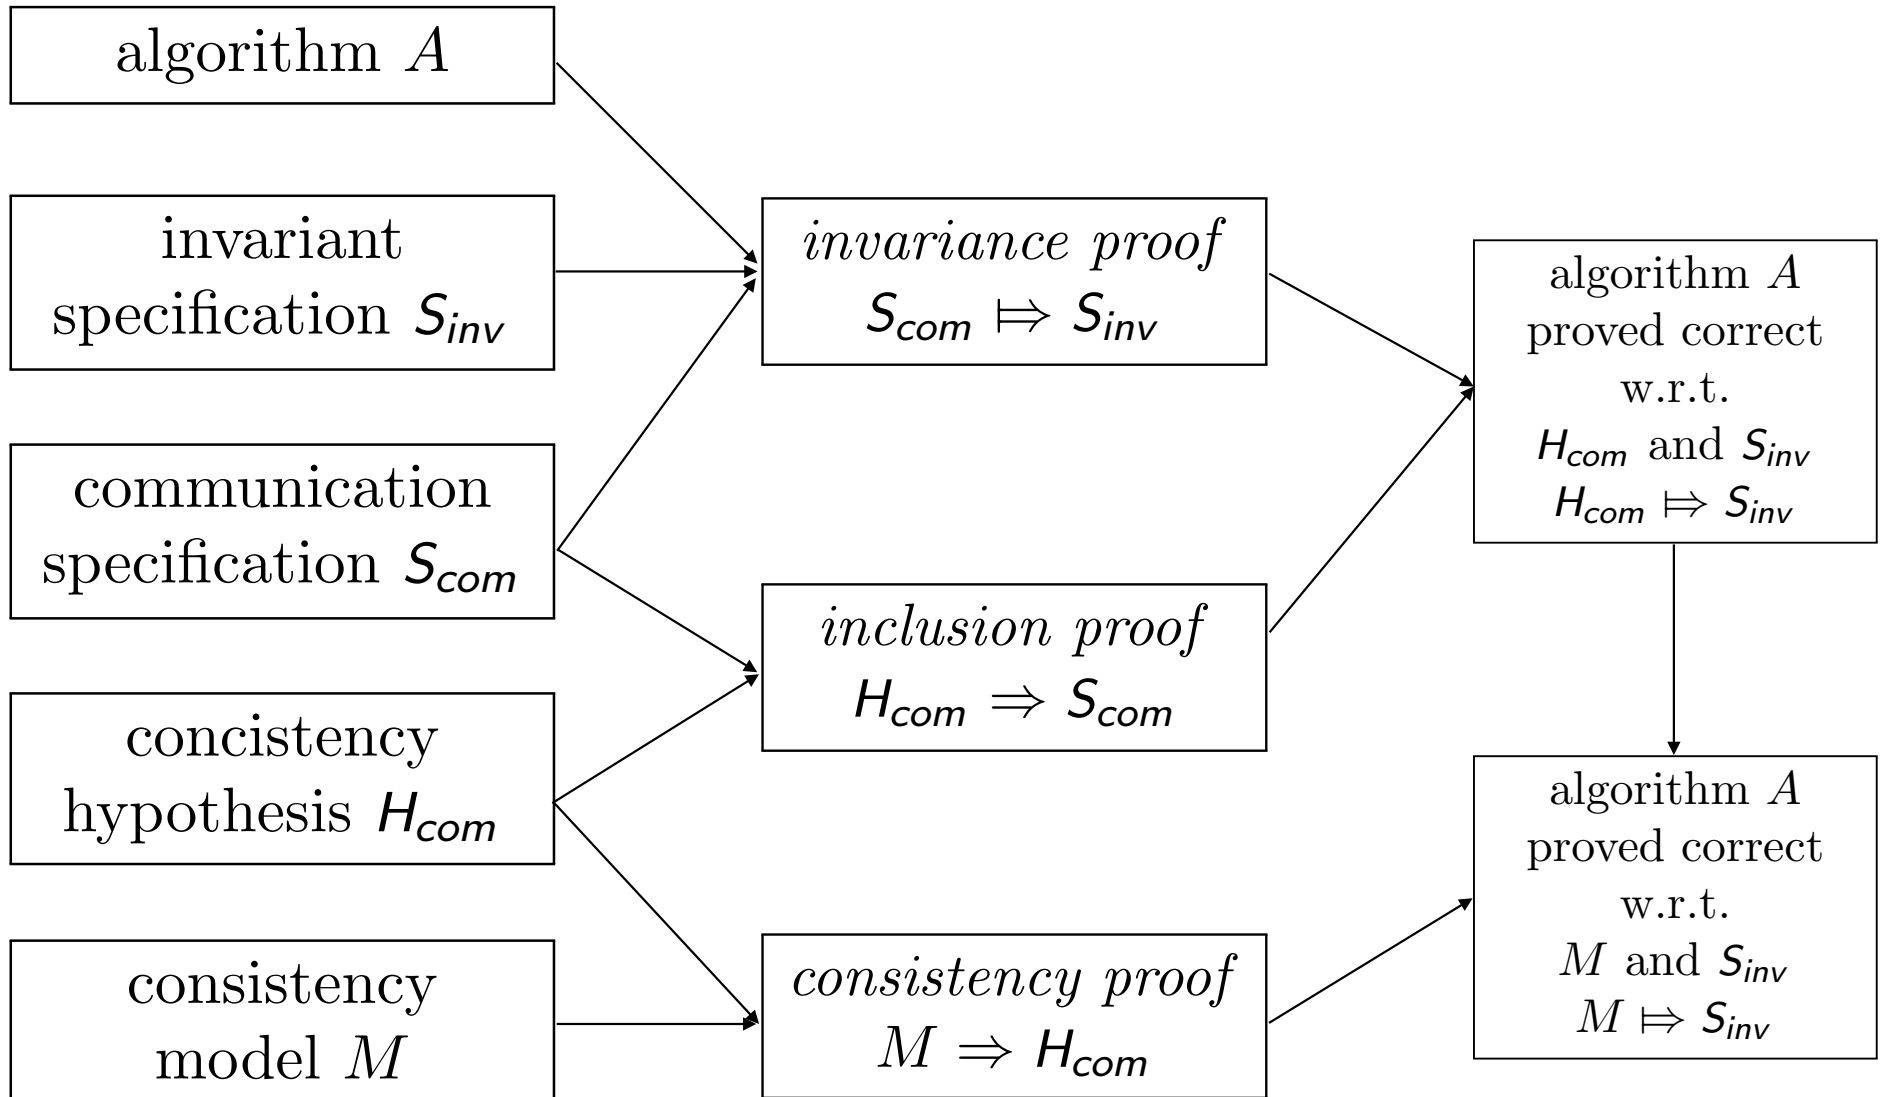 algorithm A
invariant
specification S_inv
communication
specification S_com
concistency
hypothesis H_com
consistency
model M
invariance proof
S_com ⤇ S_inv
inclusion proof
H_com ⇒ S_com
consistency proof
M ⇒ H_com
algorithm A
proved correct
w.r.t.
H_com and S_inv
H_com ⤇ S_inv
algorithm A
proved correct
w.r.t.
M and S_inv
M ⤇ S_inv